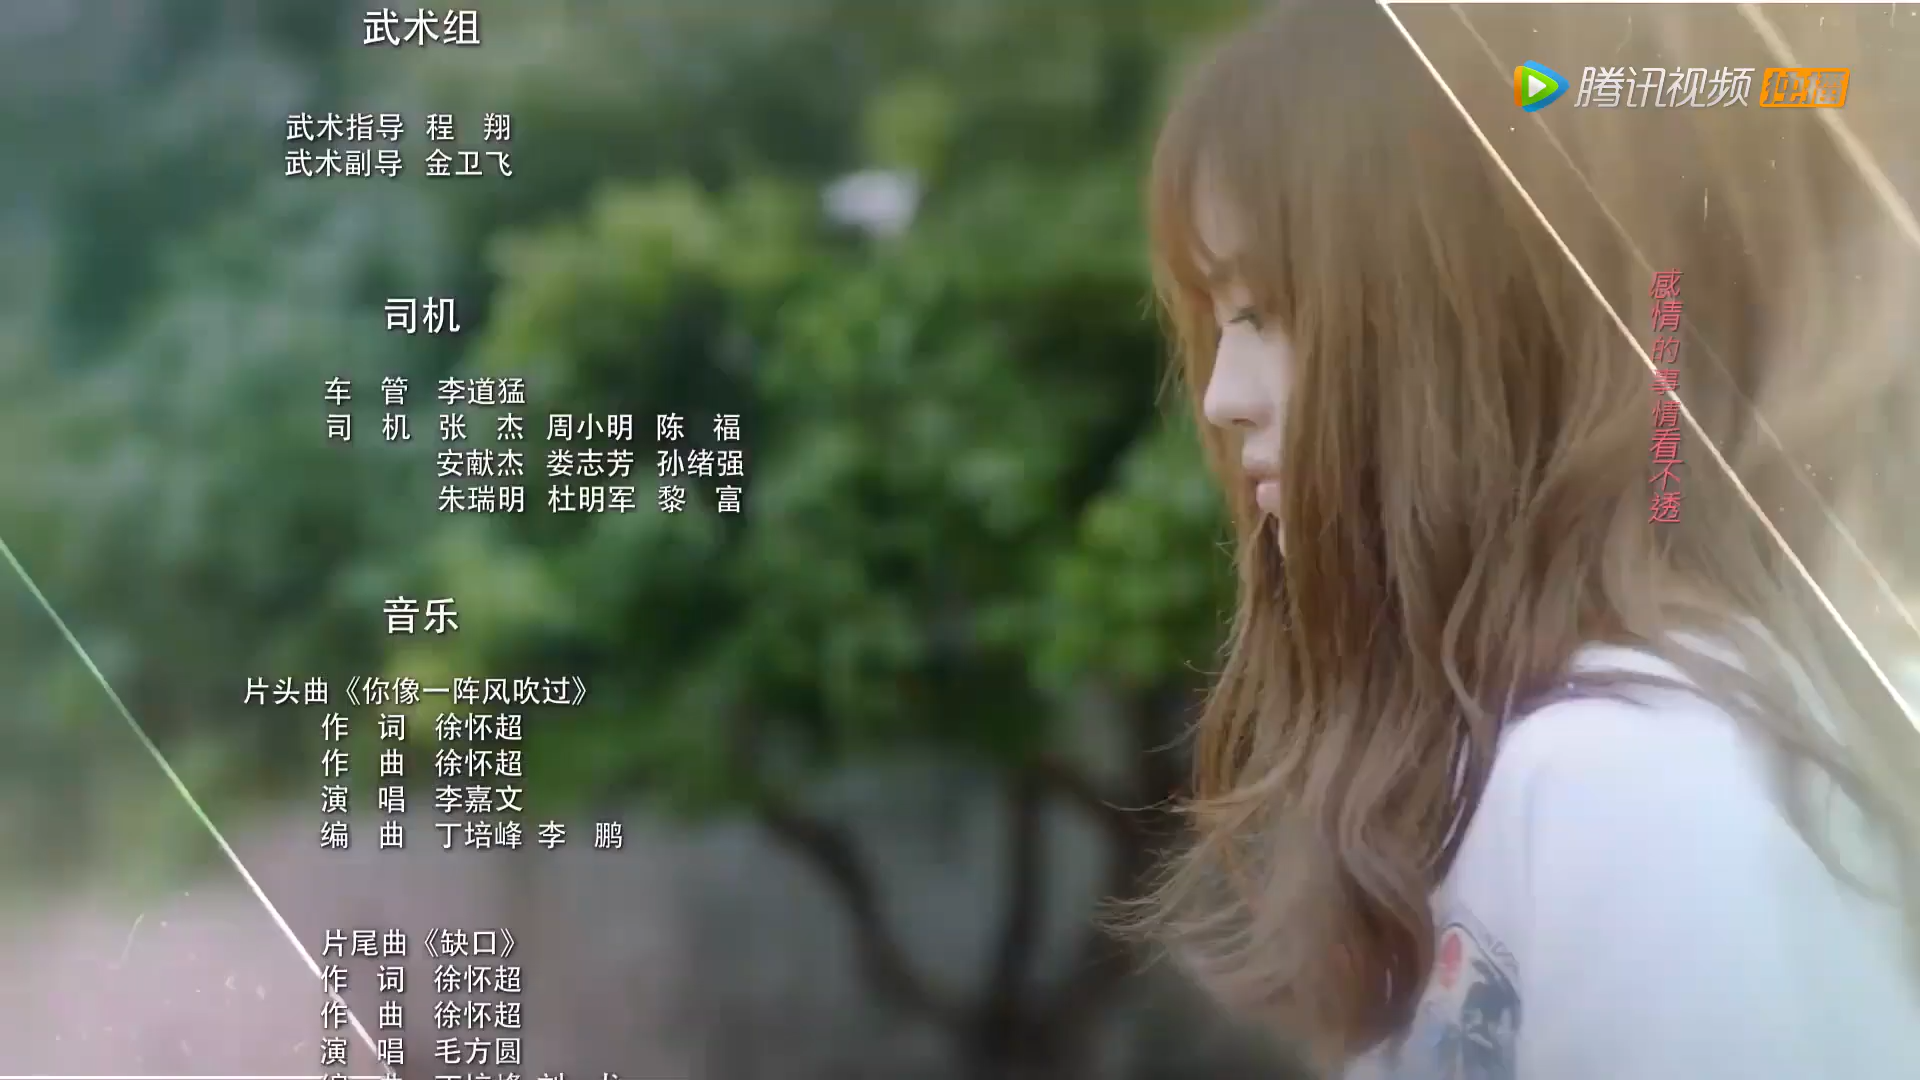 武术组
武术指导 程 翔
武术副导 金卫飞
司机
车 管 李道猛
司 机 张 杰 周小明 陈 福
安献杰 娄志芳 孙绪强
朱瑞明 杜明军 黎 富
音乐
片头曲《你像一阵风吹过》
作 词 徐怀超
作 曲 徐怀超
演 唱 李嘉文
编 曲 丁培峰 李 鹏
片尾曲《缺口》
作 词 徐怀超
作 曲 徐怀超
演 唱 毛方圆
腾讯视频 独播
感情的事情看不透